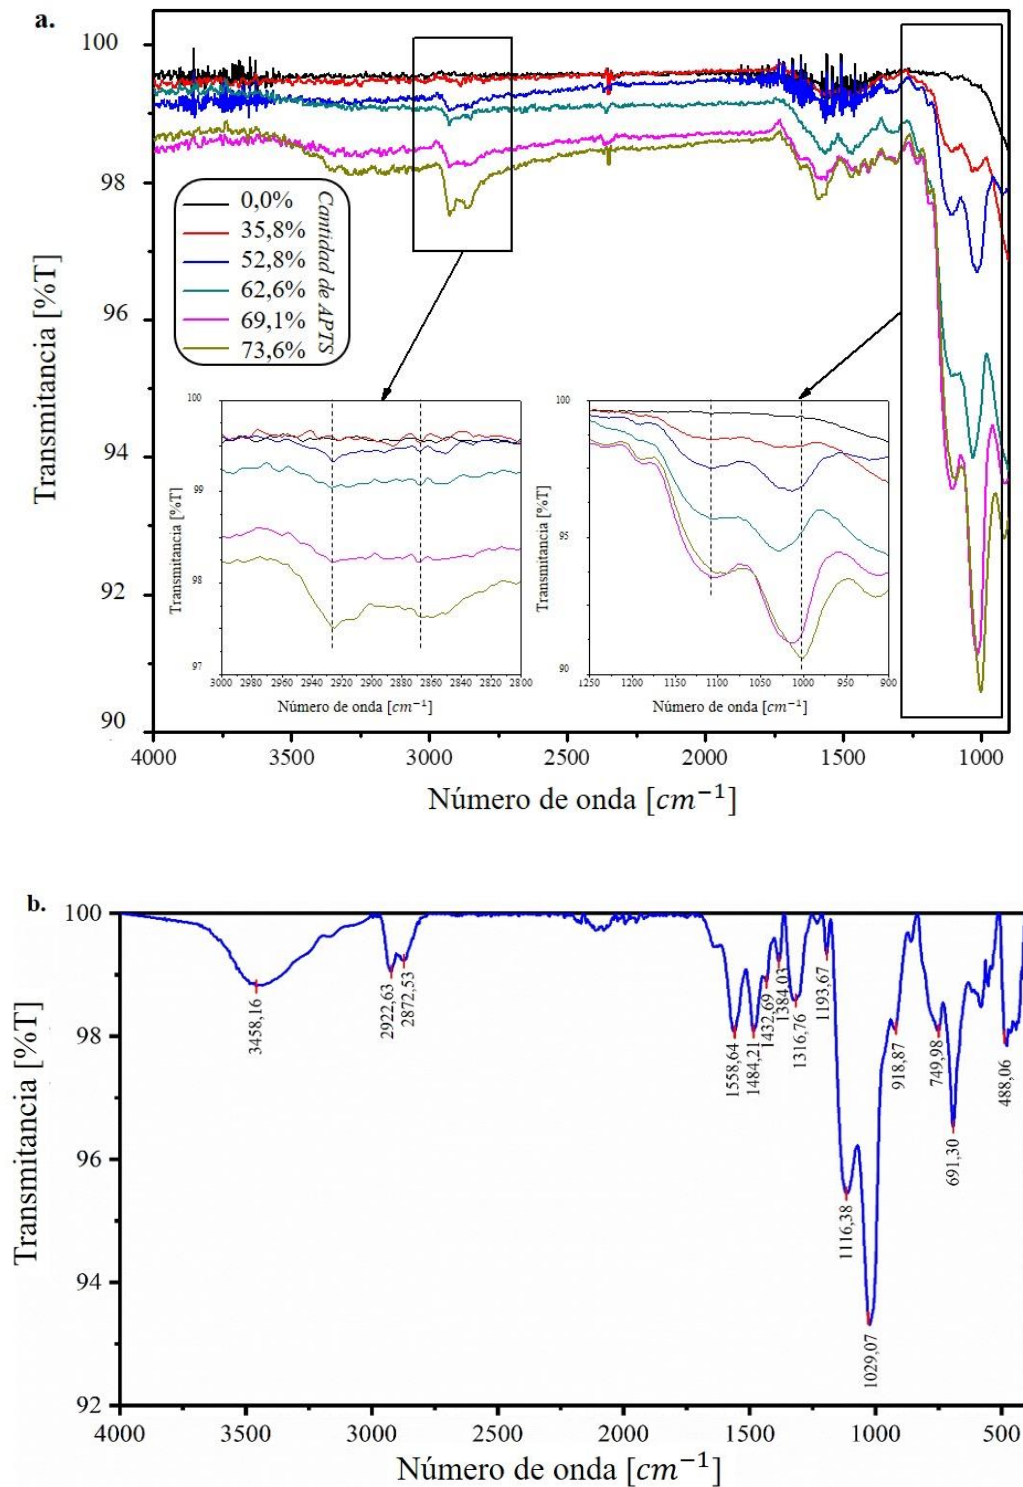 a.
100
98
96
94
92
90
Transmitancia [%T]
0,0%
35,8%
52,8%
62,6%
69,1%
73,6%
Cantidad de APTS
100
99
98
97
Transmitancia [%T]
3000 2980 2960 2940 2920 2900 2880 2860 2840 2820 2800
Número de onda [cm⁻¹]
100
95
90
Transmitancia [%T]
1250 1200 1150 1100 1050 1000 950 900
Número de onda [cm⁻¹]
4000 3500 3000 2500 2000 1500 1000
Número de onda [cm⁻¹]
b.
100
98
96
94
92
Transmitancia [%T]
3458,16
2922,63
2872,53
1558,64
1484,21
1432,69
1384,03
1316,76
1193,67
1116,38
1029,07
918,87
749,98
691,30
488,06
4000 3500 3000 2500 2000 1500 1000 500
Número de onda [cm⁻¹]